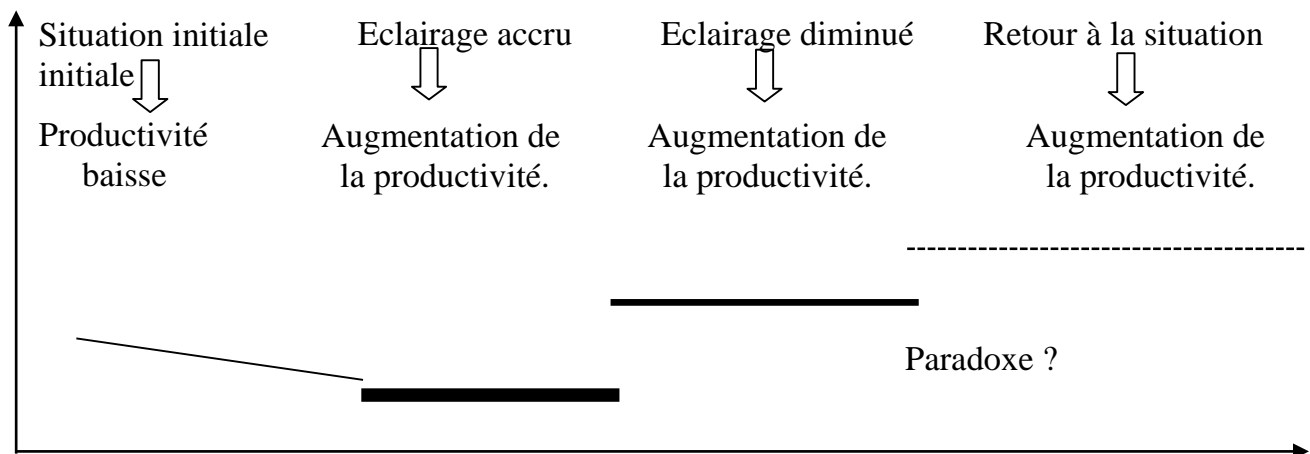 Situation initiale Eclairage accru Eclairage diminué Retour à la situation
initiale
Productivité Augmentation de Augmentation de Augmentation de
baisse la productivité. la productivité. la productivité.
Paradoxe ?